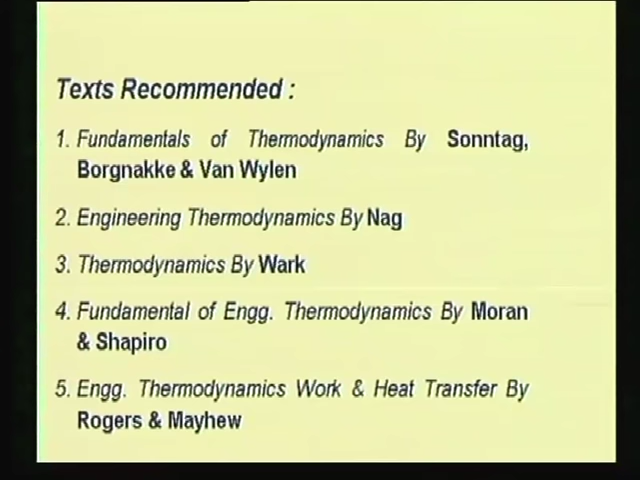 Texts Recommended :
1. Fundamentals of Thermodynamics By Sonntag,
Borgnakke & Van Wylen
2. Engineering Thermodynamics By Nag
3. Thermodynamics By Wark
4. Fundamental of Engg. Thermodynamics By Moran
& Shapiro
5. Engg. Thermodynamics Work & Heat Transfer By
Rogers & Mayhew